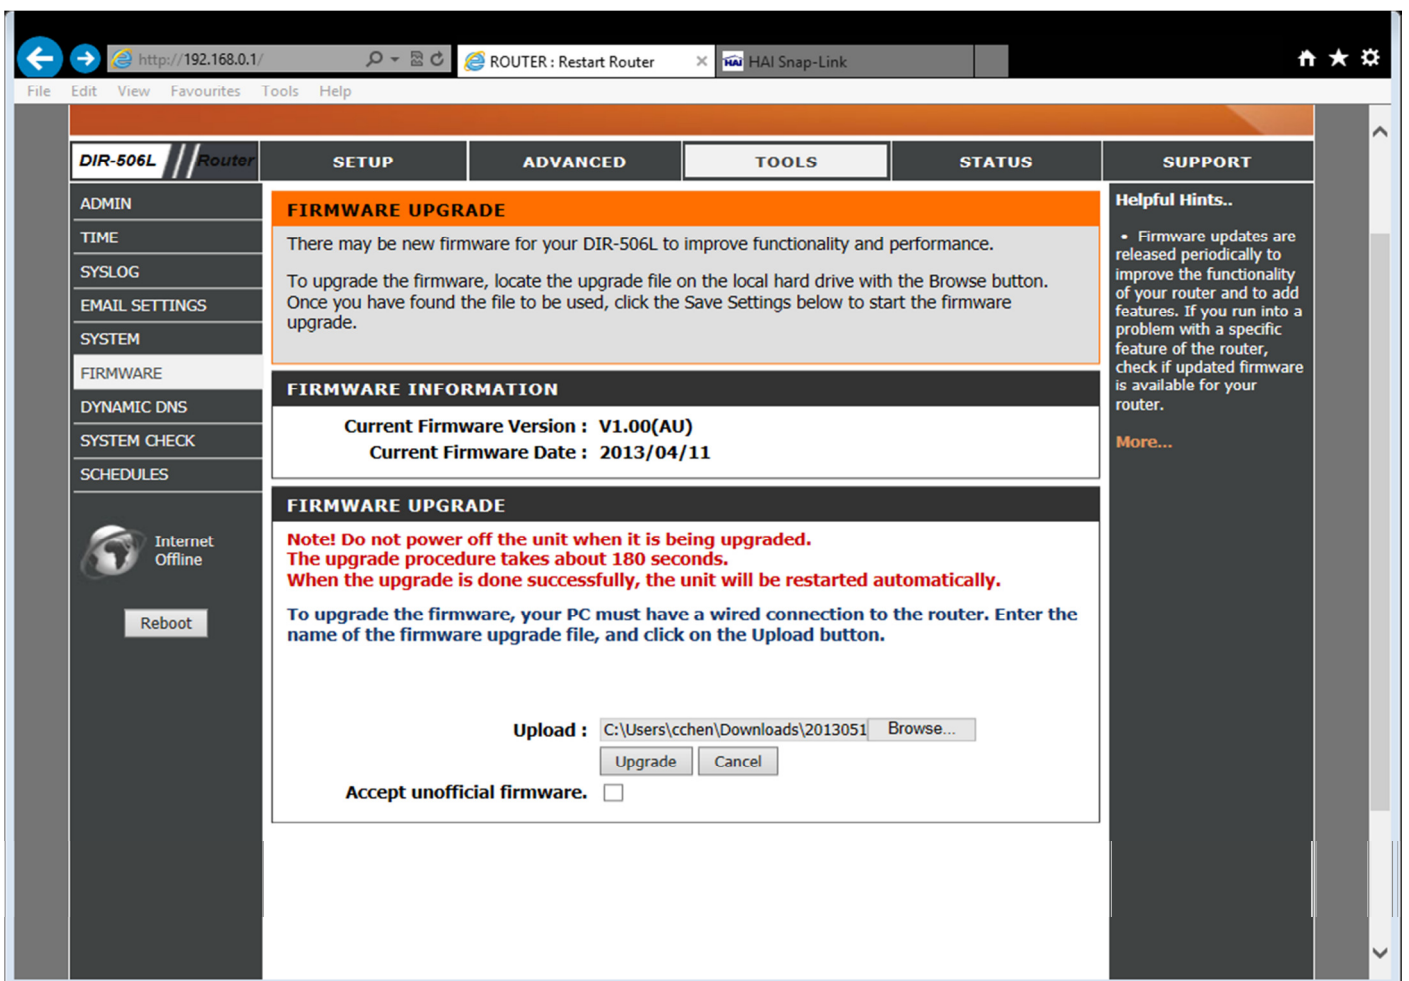 http://192.168.0.1/
ROUTER : Restart Router
HAI Snap-Link
File Edit View Favourites Tools Help
DIR-506L Router
SETUP
ADVANCED
TOOLS
STATUS
SUPPORT
ADMIN
TIME
SYSLOG
EMAIL SETTINGS
SYSTEM
FIRMWARE
DYNAMIC DNS
SYSTEM CHECK
SCHEDULES
Internet
Offline
Reboot
FIRMWARE UPGRADE
There may be new firmware for your DIR-506L to improve functionality and performance.
To upgrade the firmware, locate the upgrade file on the local hard drive with the Browse button.
Once you have found the file to be used, click the Save Settings below to start the firmware
upgrade.
FIRMWARE INFORMATION
Current Firmware Version : V1.00(AU)
Current Firmware Date : 2013/04/11
FIRMWARE UPGRADE
Note! Do not power off the unit when it is being upgraded.
The upgrade procedure takes about 180 seconds.
When the upgrade is done successfully, the unit will be restarted automatically.
To upgrade the firmware, your PC must have a wired connection to the router. Enter the
name of the firmware upgrade file, and click on the Upload button.
Upload : C:\Users\cchen\Downloads\2013051 Browse...
Upgrade Cancel
Accept unofficial firmware.
Helpful Hints..
• Firmware updates are
released periodically to
improve the functionality
of your router and to add
features. If you run into a
problem with a specific
feature of the router,
check if updated firmware
is available for your
router.
More...